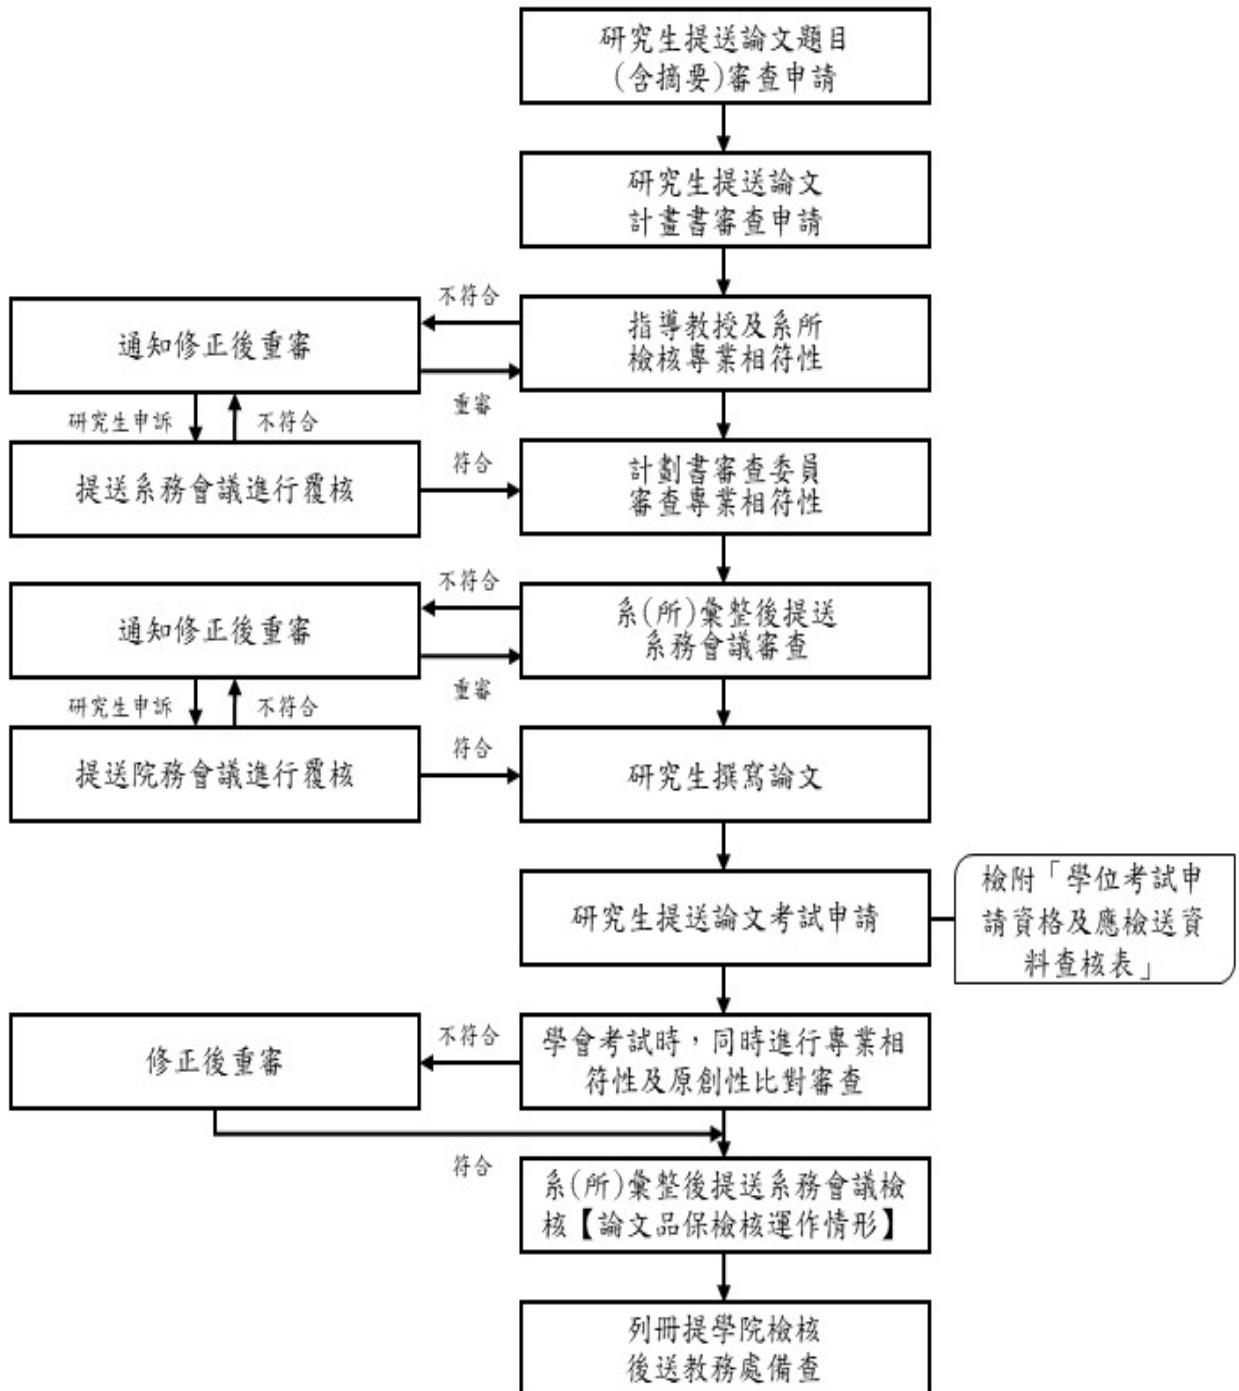 研究生提送論文題目
(含摘要)審查申請
研究生提送論文
計畫書審查申請
不符合
通知修正後重審
指導教授及系所
檢核專業相符性
重審
研究生申訴
不符合
提送系務會議進行覆核
符合
計劃書審查委員
審查專業相符性
不符合
通知修正後重審
系(所)彙整後提送
系務會議審查
重審
研究生申訴
不符合
提送院務會議進行覆核
符合
研究生撰寫論文
研究生提送論文考試申請
檢附「學位考試申
請資格及應檢送資
料查核表」
不符合
修正後重審
學會考試時，同時進行專業相
符性及原創性比對審查
符合
系(所)彙整後提送系務會議檢
核【論文品保檢核運作情形】
列冊提學院檢核
後送教務處備查